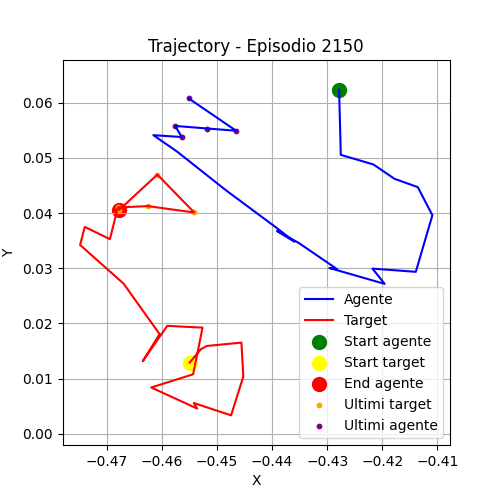 Trajectory - Episodio 2150
0.06
0.05
0.04
0.03
0.02
0.01
0.00
Y
−0.47 −0.46 −0.45 −0.44 −0.43 −0.42 −0.41
X
Agente
Target
Start agente
Start target
End agente
Ultimi target
Ultimi agente